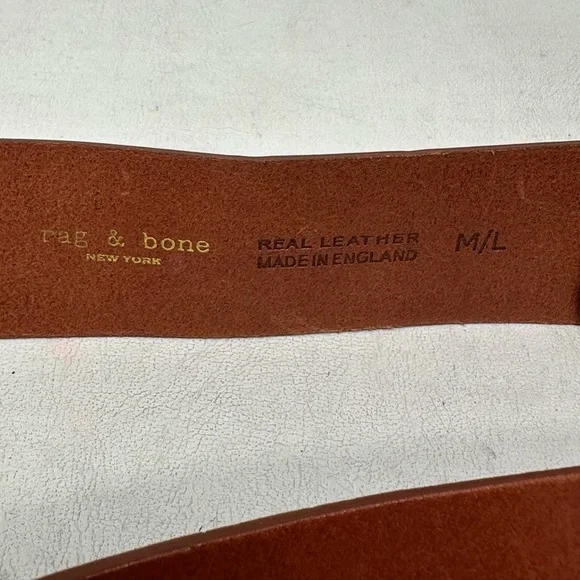 rag & bone
NEW YORK
REAL LEATHER
MADE IN ENGLAND
M/L